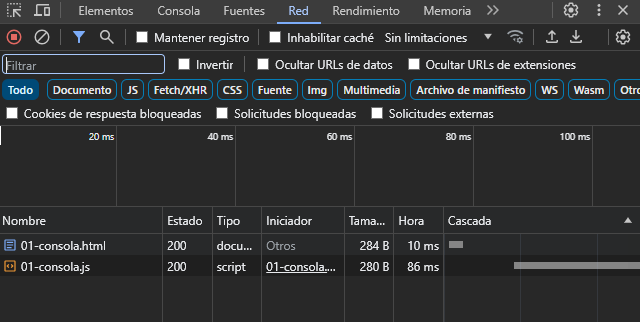 Elementos Consola Fuentes Red Rendimiento Memoria
Mantener registro Inhabilitar caché Sin limitaciones
Filtrar Invertir Ocultar URLs de datos Ocultar URLs de extensiones
Todo Documento JS Fetch/XHR CSS Fuente Img Multimedia Archivo de manifiesto WS Wasm Otro
Cookies de respuesta bloqueadas Solicitudes bloqueadas Solicitudes externas
20 ms 40 ms 60 ms 80 ms 100 ms
Nombre Estado Tipo Iniciador Tama... Hora Cascada
01-consola.html 200 docu... Otros 284 B 10 ms
01-consola.js 200 script 01-consola.... 280 B 86 ms